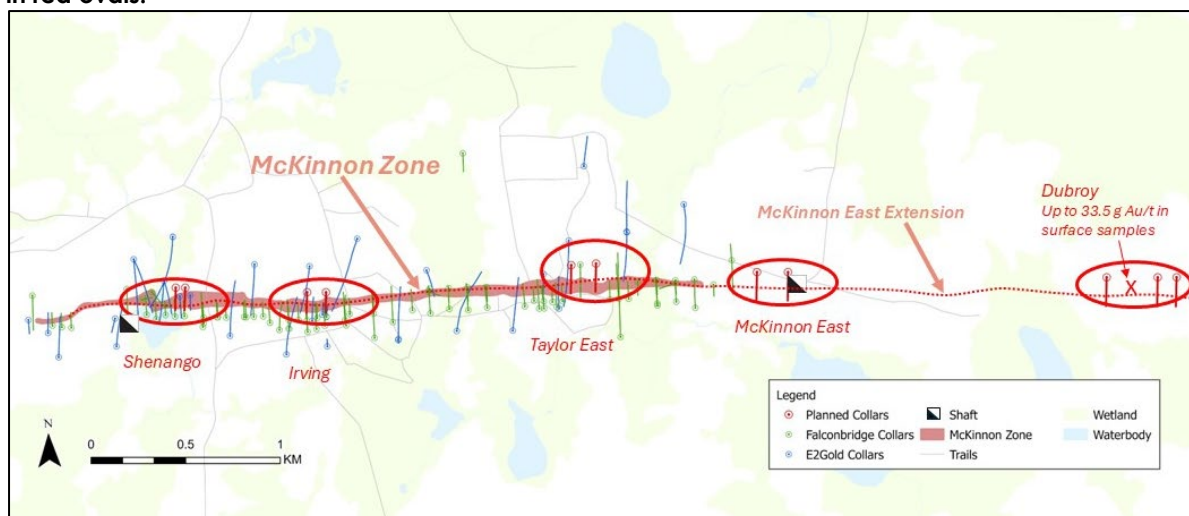 in red ovals.
McKinnon Zone
Dubroy
Up to 33.5 g Au/t in
surface samples
McKinnon East Extension
X
McKinnon East
Taylor East
Shenango
Irving
N
0 0.5 1
KM
Legend
Planned Collars
Falconbridge Collars
E2Gold Collars
Shaft
McKinnon Zone
Trails
Wetland
Waterbody